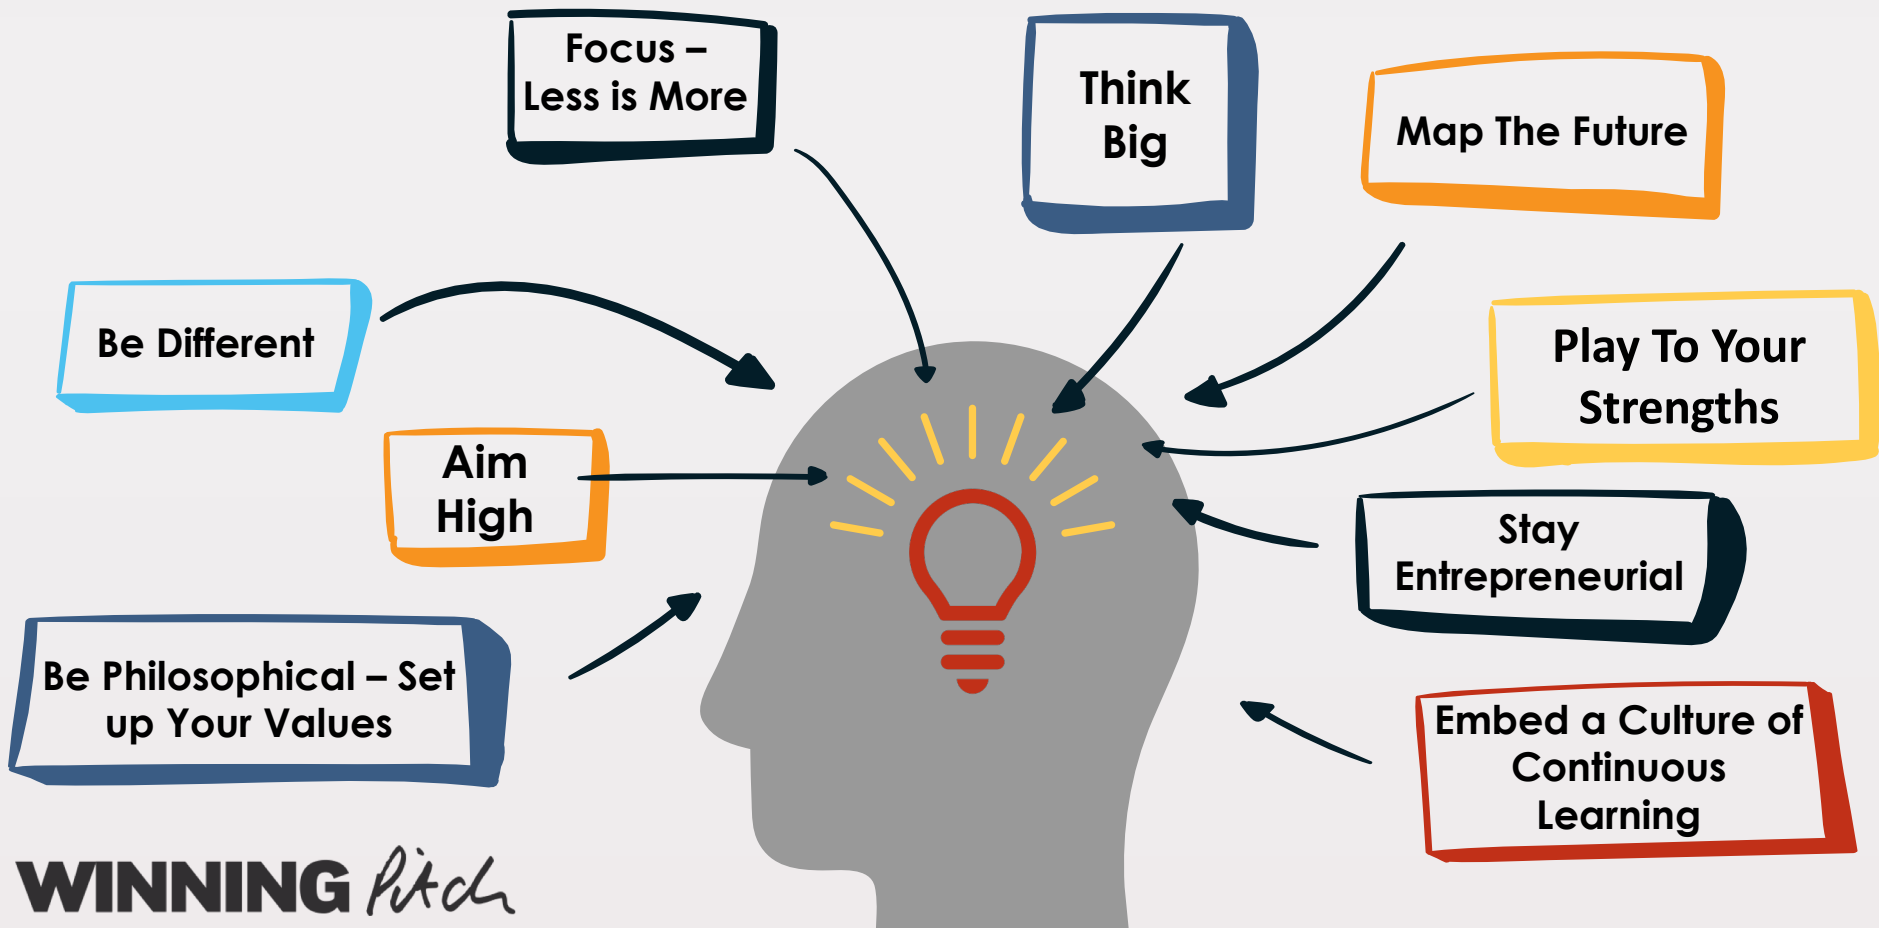 Focus –
Less is More
Think
Big
Map The Future
Be Different
Play To Your
Strengths
Aim
High
Stay
Entrepreneurial
Be Philosophical – Set
up Your Values
Embed a Culture of
Continuous
Learning
WINNING Pitch